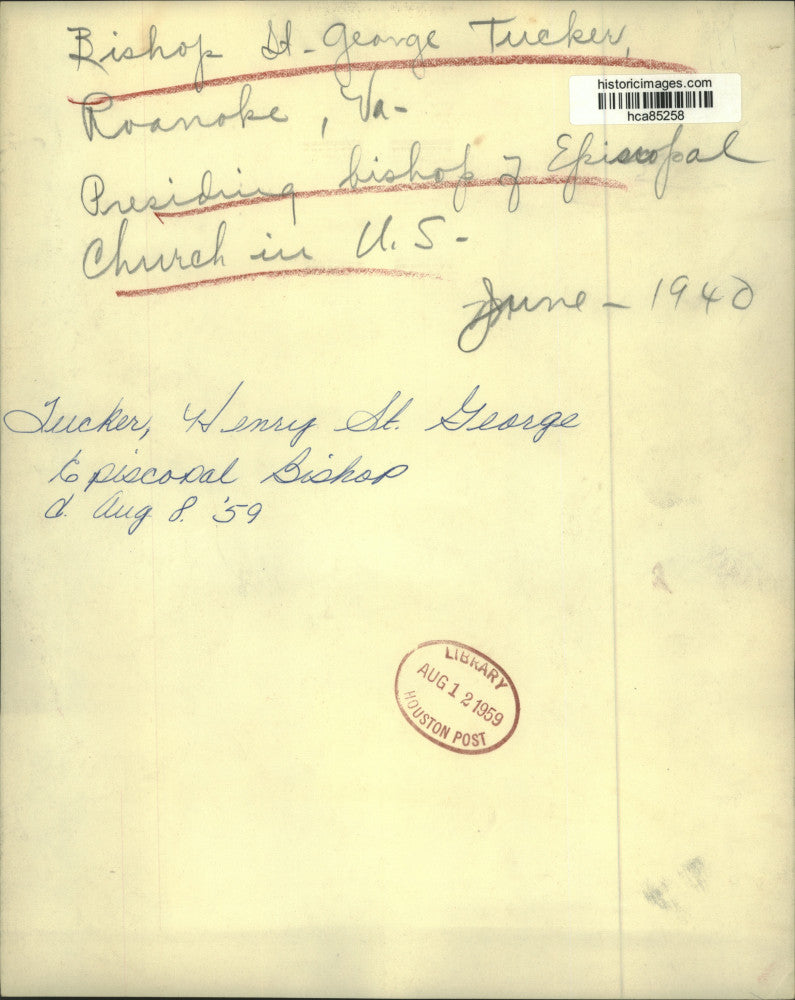 Bishop St-George Tucker,
historicimages.com
hca85258
Roanoke, Va-
Presiding bishop of Episcopal
Church in U.S-
June - 1940
Tucker, Henry St. George
Episcopal Bishop
d. Aug 8. '59
LIBRARY
AUG 12 1959
HOUSTON POST